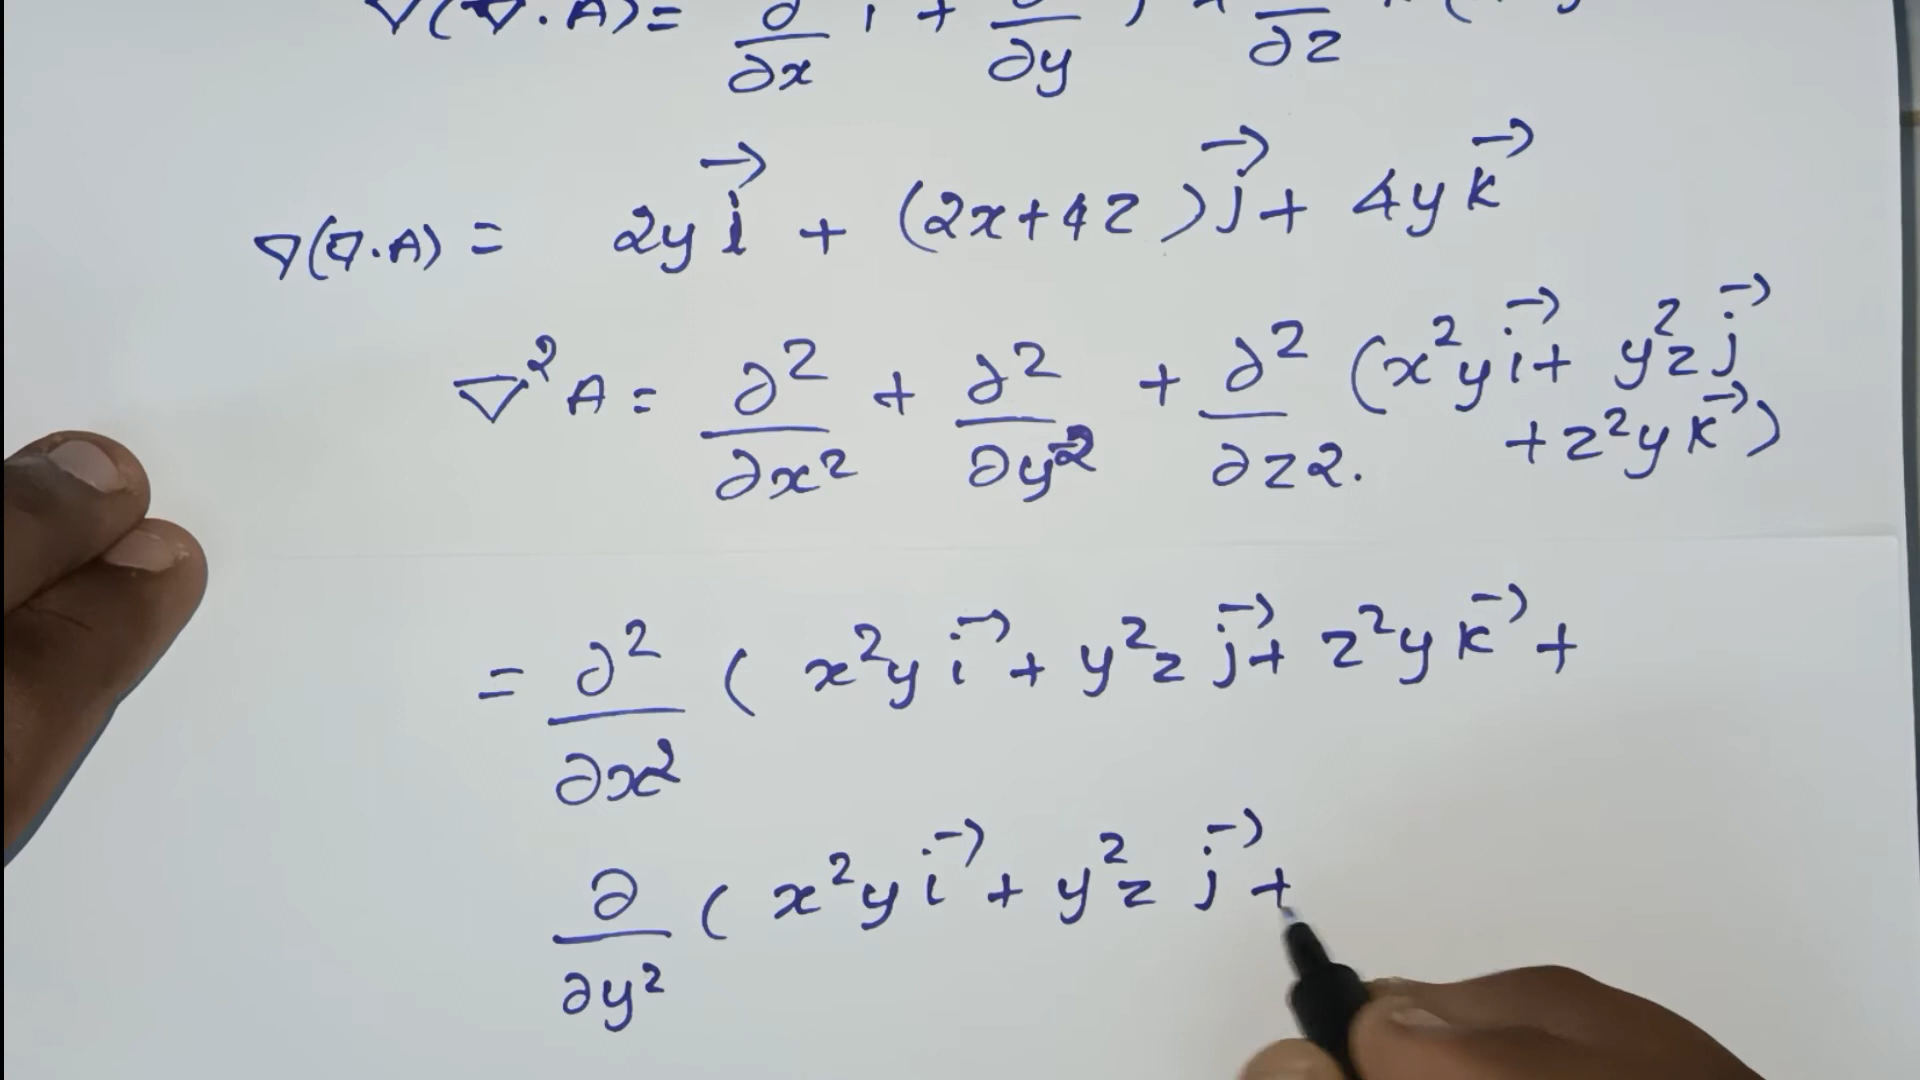 ∇(∇.A)= ∂/∂x i + ∂/∂y j + ∂/∂z
∇(∇.A) = 2y i⃗ + (2x+4z) j⃗ + 4y k⃗
∇²A = ∂²/∂x² + ∂²/∂y² + ∂²/∂z2. (x²y i⃗ + y²z j⃗
+ z²y k⃗)
= ∂²/∂x² ( x²y i⃗ + y²z j⃗ + z²y k⃗ +
∂/∂y² ( x²y i⃗ + y²z j⃗ +